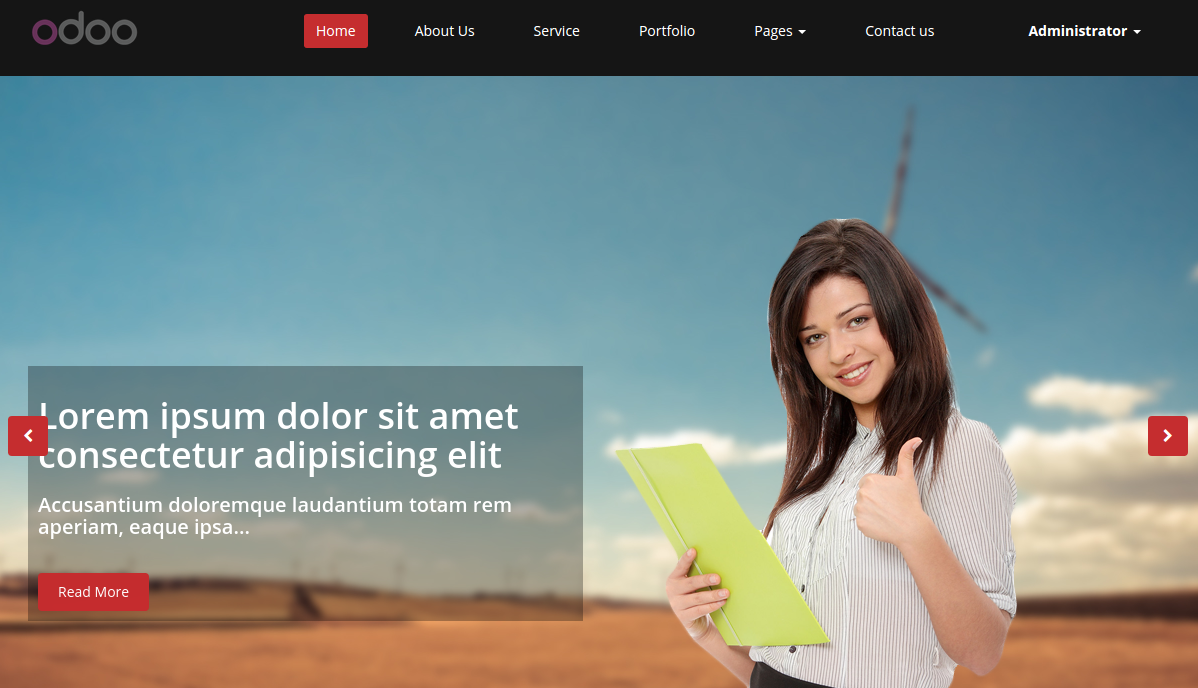 odoo
Home
About Us
Service
Portfolio
Pages
Contact us
Administrator
Lorem ipsum dolor sit amet
consectetur adipisicing elit
Accusantium doloremque laudantium totam rem
aperiam, eaque ipsa...
Read More